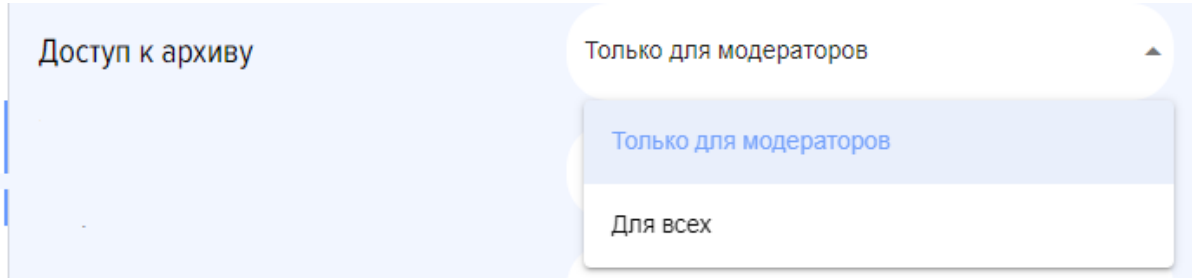 Доступ к архиву
Только для модераторов
Только для модераторов
Для всех